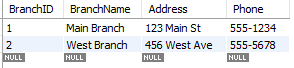 BranchID BranchName Address Phone
1 Main Branch 123 Main St 555-1234
2 West Branch 456 West Ave 555-5678
NULL NULL NULL NULL